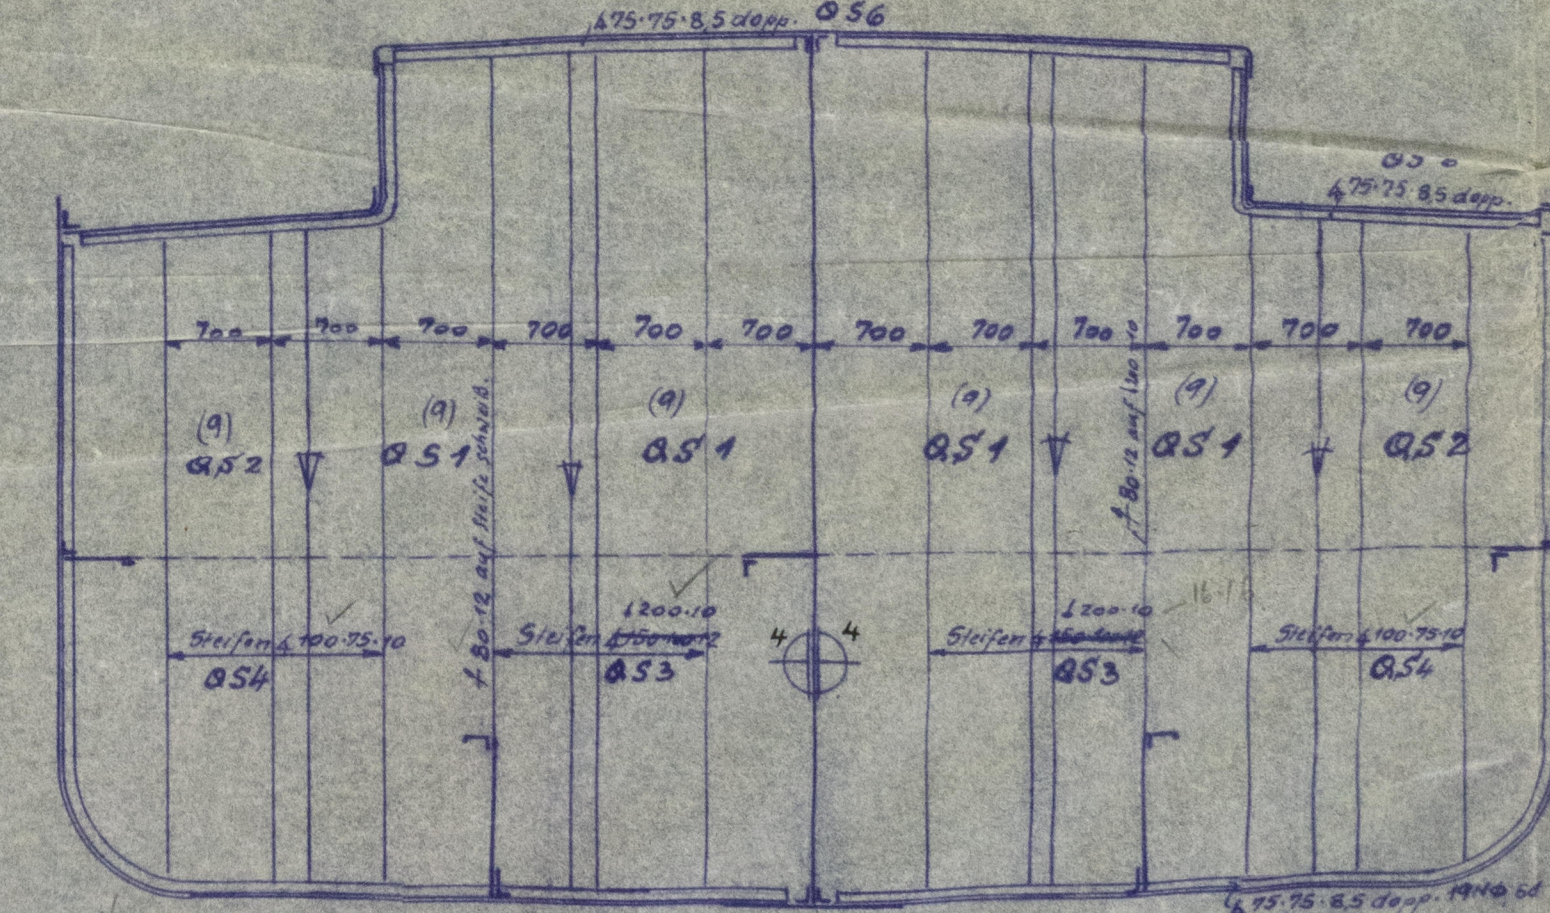 ∠ 75·75·8,5 dopp. QS6
∠ 75·75·8,5 dopp.
700 700 700 700 700 700 700 700 700 700 700 700
(9) (9) (9) (9) (9) (9)
QS2 QS1 QS1 QS1 QS1 QS2
80·12 auf Steife schweiß.
80·12 auf ∠200·10
∠200·10 ∠200·10 16·16
Steifen ∠ 100·75·10 Steifen Steifen Steifen ∠ 100·75·10
QS4 QS3 QS3 QS4
4 4
∠ 75·75·8,5 dopp.